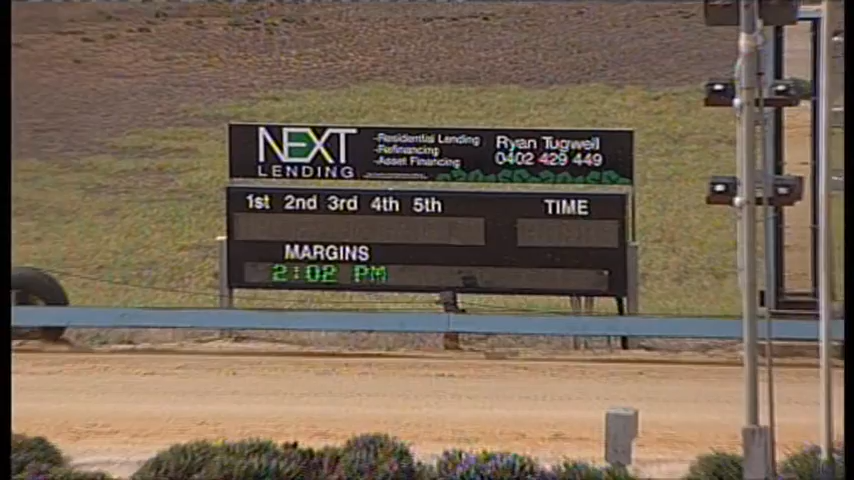 NEXT
LENDING
-Residential Lending
-Refinancing
-Asset Financing
Ryan Tugwell
0402 429 449
1st 2nd 3rd 4th 5th
TIME
MARGINS
2:02 PM